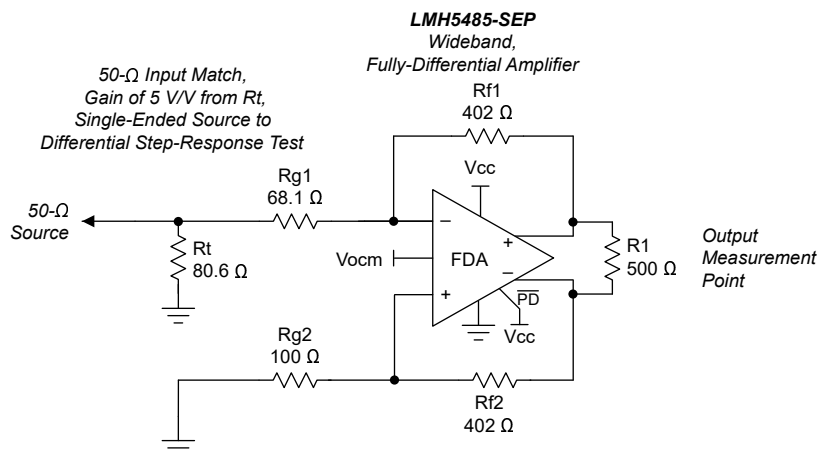 LMH5485-SEP
Wideband,
Fully-Differential Amplifier
50-Ω Input Match,
Gain of 5 V/V from Rt,
Single-Ended Source to
Differential Step-Response Test
Rf1
402 Ω
Rg1
68.1 Ω
Vcc
50-Ω
Source
Rt
80.6 Ω
−
+
Vocm
FDA
R1
500 Ω
Output
Measurement
Point
+
−
PD
Vcc
Rg2
100 Ω
Rf2
402 Ω